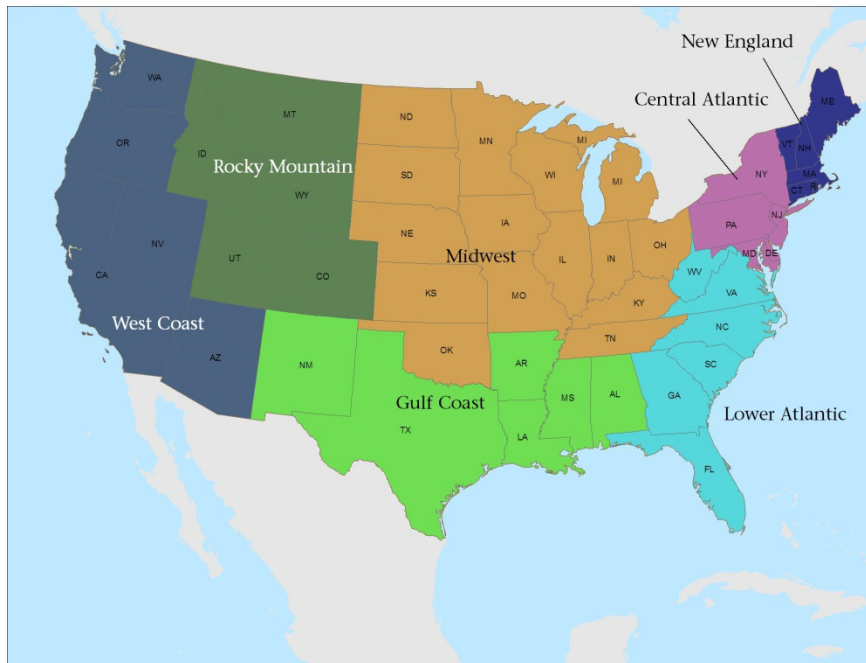 New England
Central Atlantic
WA
MT
ND
MN
MI
ME
VT
NH
OR
ID
Rocky Mountain
SD
WI
MI
NY
MA
CT
RI
WY
IA
PA
NJ
NE
Midwest
OH
NV
UT
CO
IL
IN
MD
DE
WV
CA
KS
MO
KY
VA
West Coast
AZ
NM
OK
TN
NC
AR
SC
Gulf Coast
MS
AL
GA
Lower Atlantic
TX
LA
FL